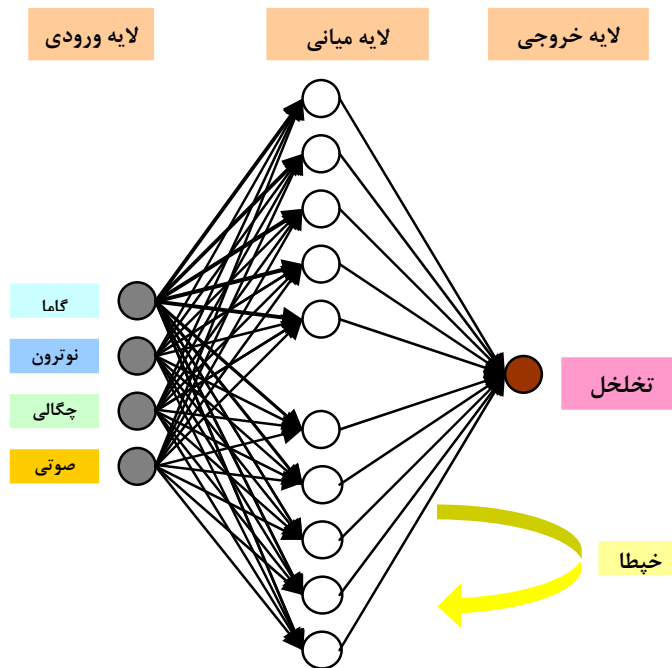 لایه خروجی
لایه میانی
لایه ورودی
گاما
نوترون
چگالی
صوتی
تخلخل
خپطا